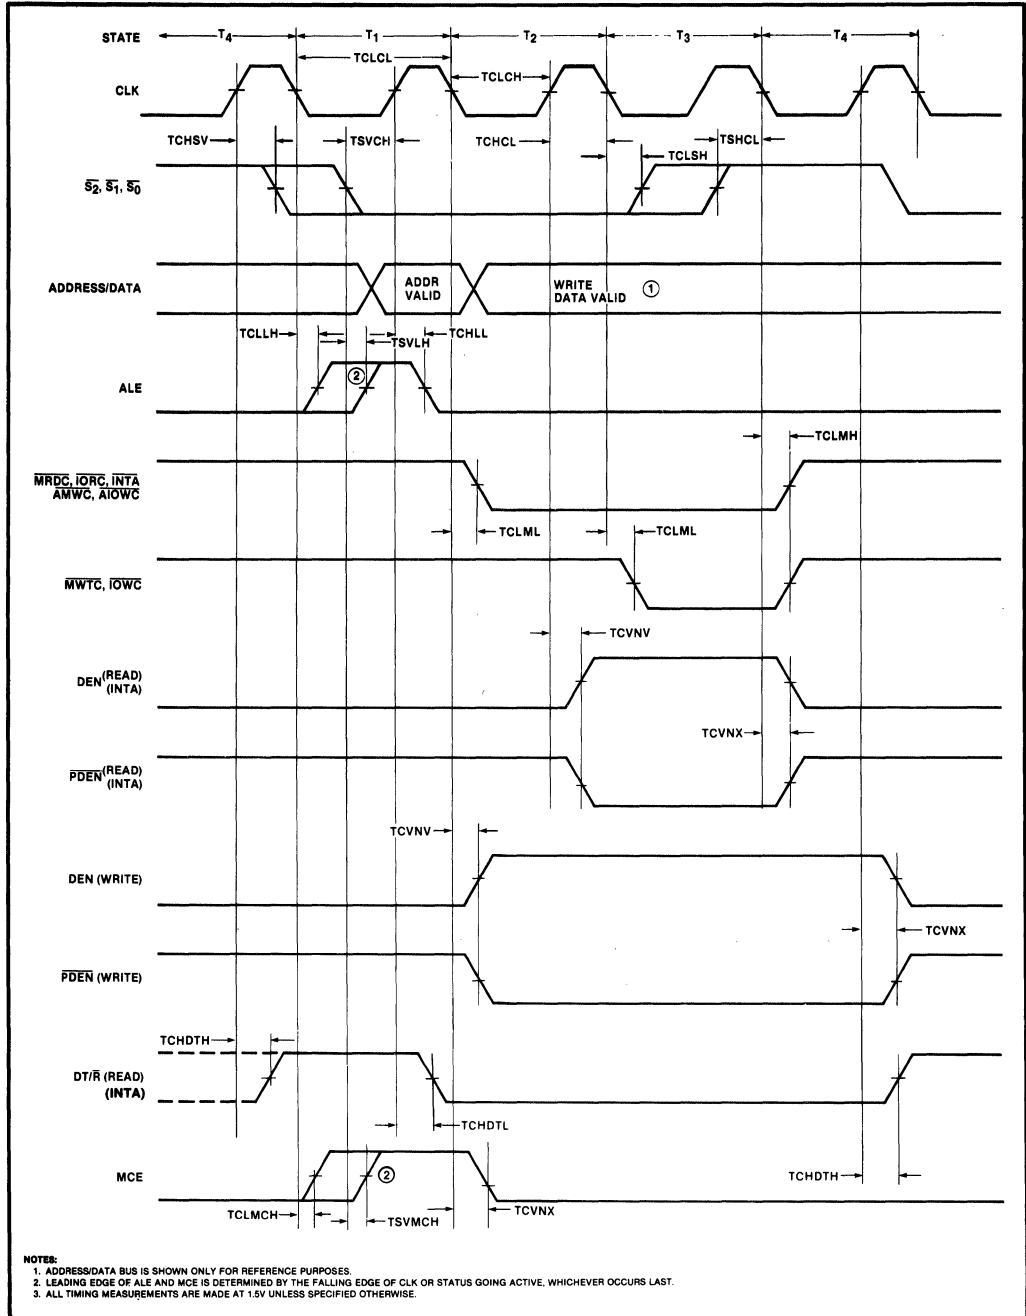 STATE T4 T1 T2 T3 T4
TCLCL
TCLCH
CLK
TCHSV TSVCH TCHCL TSHCL
TCLSH
S2, S1, S0
ADDRESS/DATA ADDR VALID WRITE DATA VALID 1
TCLLH TSVLH TCHLL
ALE 2
TCLMH
MRDC, IORC, INTA
AMWC, AIOWC
TCLML TCLML
MWTC, IOWC
TCVNV
DEN (READ)
(INTA)
TCVNX
PDEN (READ)
(INTA)
TCVNV
DEN (WRITE)
TCVNX
PDEN (WRITE)
TCHDTH
DT/R (READ)
(INTA)
TCHDTL
MCE 2 TCHDTH
TCLMCH TSVMCH TCVNX
NOTES:
1. ADDRESS/DATA BUS IS SHOWN ONLY FOR REFERENCE PURPOSES.
2. LEADING EDGE OF ALE AND MCE IS DETERMINED BY THE FALLING EDGE OF CLK OR STATUS GOING ACTIVE, WHICHEVER OCCURS LAST.
3. ALL TIMING MEASUREMENTS ARE MADE AT 1.5V UNLESS SPECIFIED OTHERWISE.